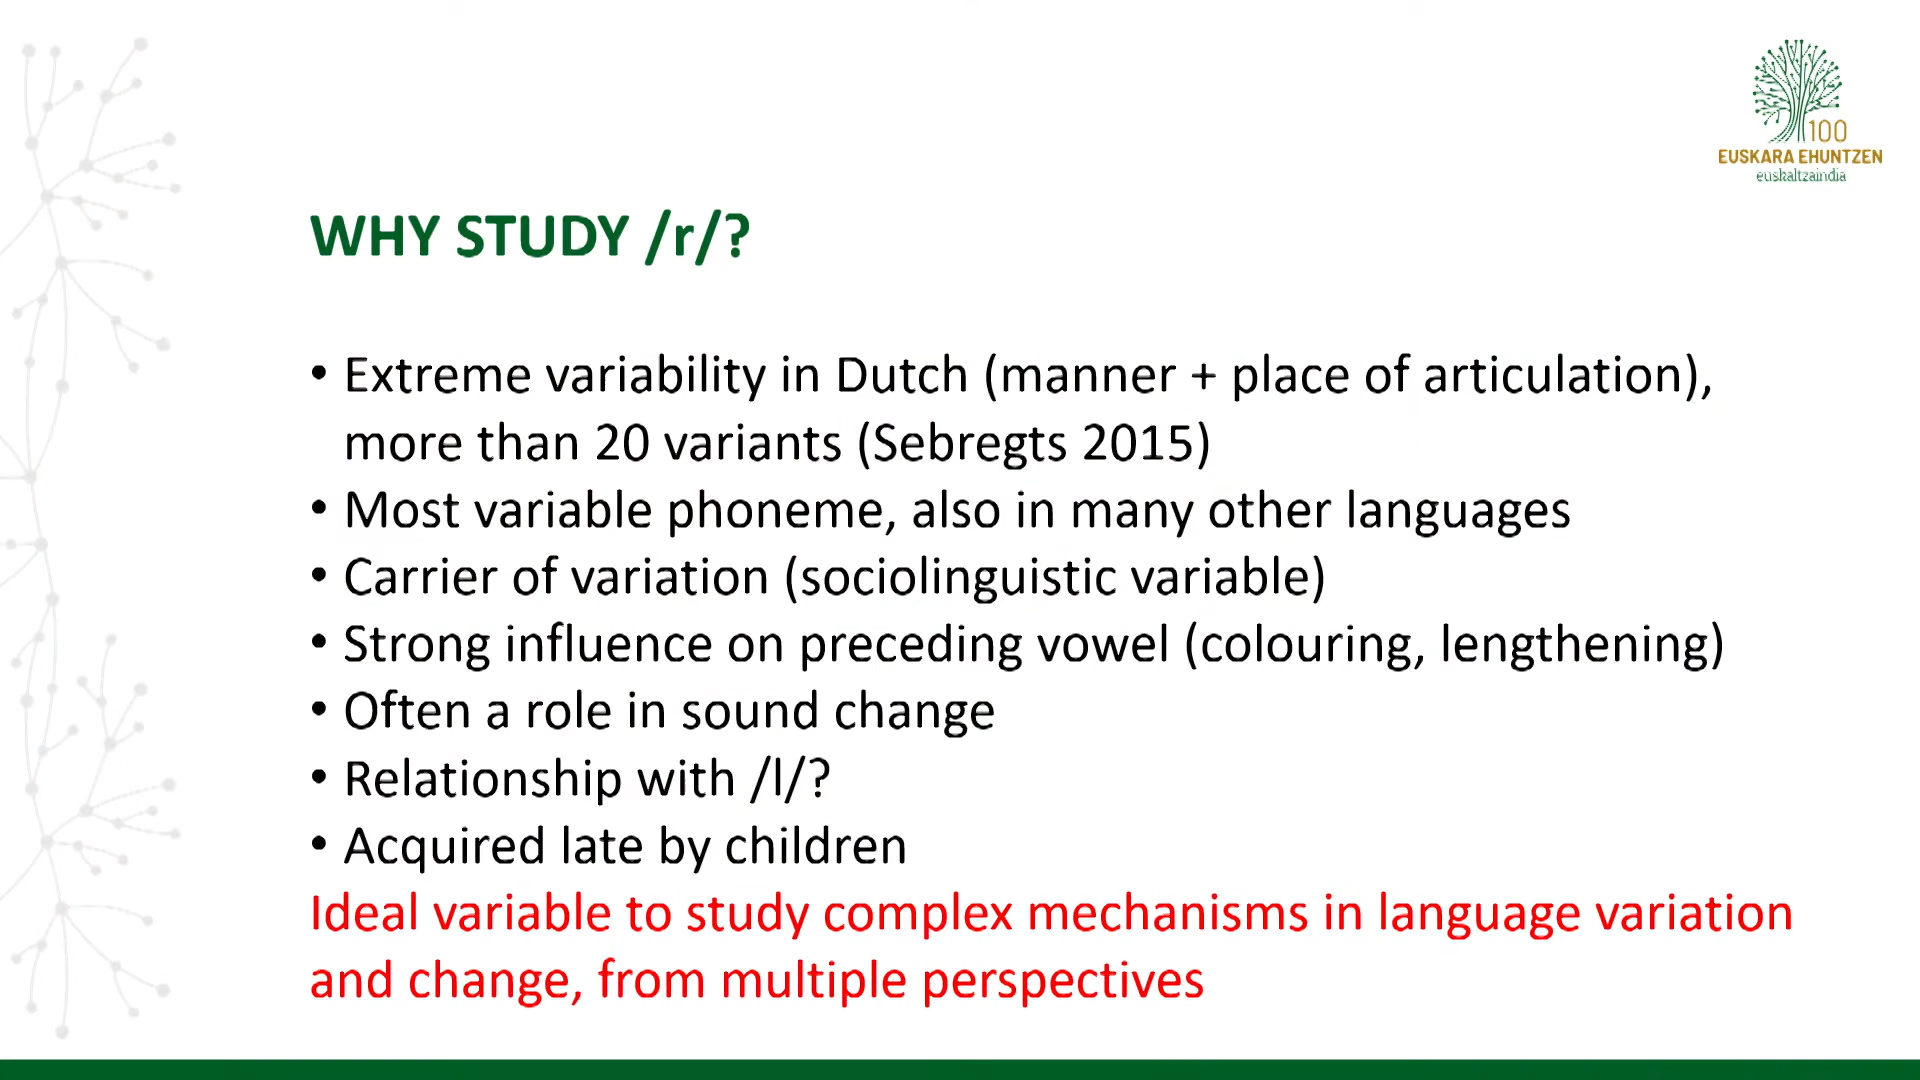 100
EUSKARA EHUNTZEN
euskaltzaindia
WHY STUDY /r/?
• Extreme variability in Dutch (manner + place of articulation),
more than 20 variants (Sebregts 2015)
• Most variable phoneme, also in many other languages
• Carrier of variation (sociolinguistic variable)
• Strong influence on preceding vowel (colouring, lengthening)
• Often a role in sound change
• Relationship with /l/?
• Acquired late by children
Ideal variable to study complex mechanisms in language variation
and change, from multiple perspectives